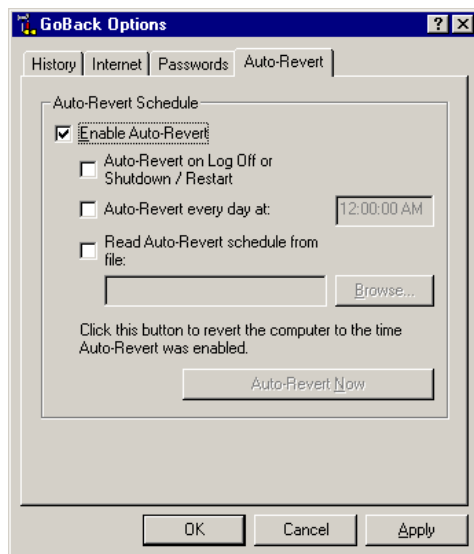 GoBack Options
History Internet Passwords Auto-Revert
Auto-Revert Schedule
Enable Auto-Revert
Auto-Revert on Log Off or
Shutdown / Restart
Auto-Revert every day at: 12:00:00 AM
Read Auto-Revert schedule from
file:
Browse...
Click this button to revert the computer to the time
Auto-Revert was enabled.
Auto-Revert Now
OK Cancel Apply